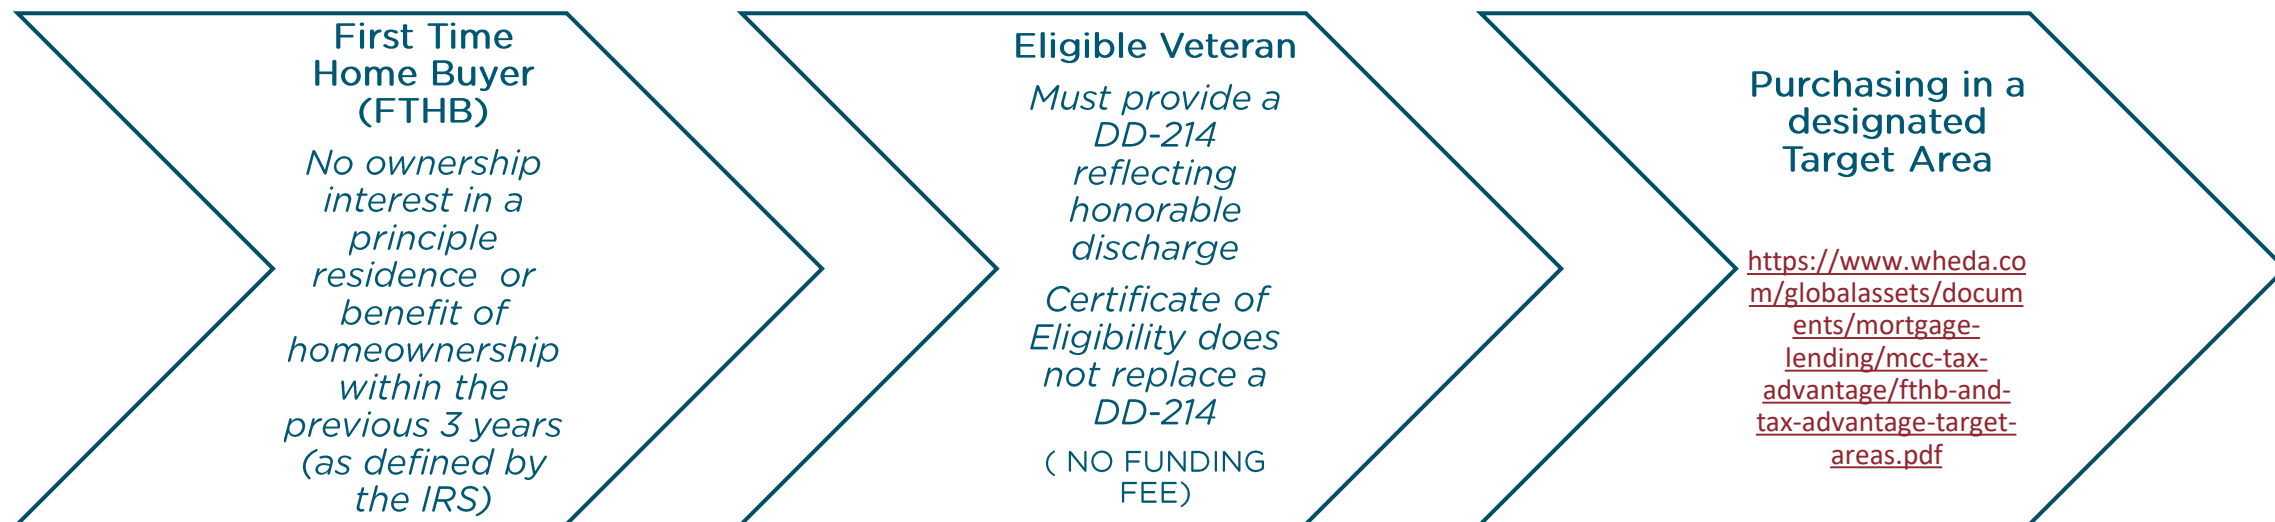 First Time
Home Buyer
(FTHB)
No ownership
interest in a
principle
residence or
benefit of
homeownership
within the
previous 3 years
(as defined by
the IRS)
Eligible Veteran
Must provide a
DD-214
reflecting
honorable
discharge
Certificate of
Eligibility does
not replace a
DD-214
( NO FUNDING
FEE)
Purchasing in a
designated
Target Area
https://www.wheda.co
m/globalassets/docum
ents/mortgage-
lending/mcc-tax-
advantage/fthb-and-
tax-advantage-target-
areas.pdf